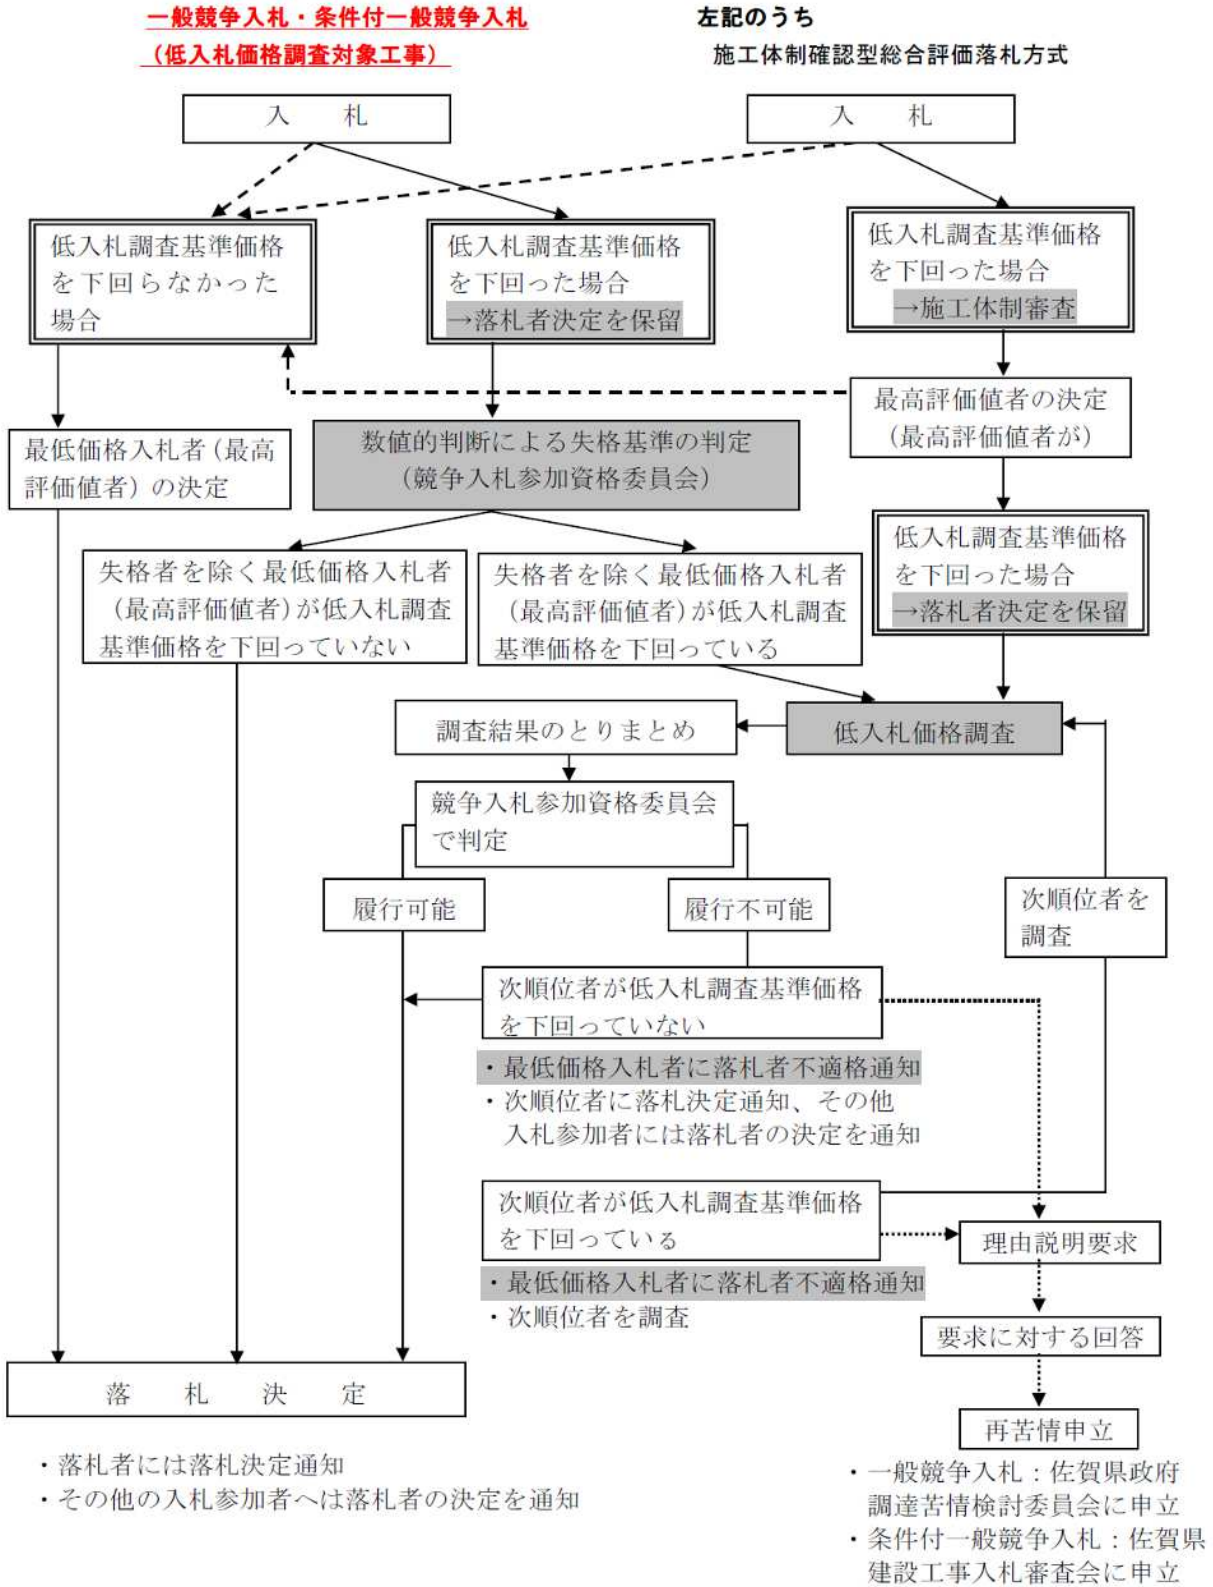 一般競争入札・条件付一般競争入札
（低入札価格調査対象工事）
左記のうち
施工体制確認型総合評価落札方式
入　　札
入　　札
低入札調査基準価格
を下回らなかった
場合
低入札調査基準価格
を下回った場合
→落札者決定を保留
低入札調査基準価格
を下回った場合
→施工体制審査
最高評価値者の決定
（最高評価値者が）
最低価格入札者（最高
評価値者）の決定
数値的判断による失格基準の判定
（競争入札参加資格委員会）
低入札調査基準価格
を下回った場合
→落札者決定を保留
失格者を除く最低価格入札者
（最高評価値者）が低入札調査
基準価格を下回っていない
失格者を除く最低価格入札者
（最高評価値者）が低入札調査
基準価格を下回っている
調査結果のとりまとめ
低入札価格調査
競争入札参加資格委員会
で判定
履行可能
履行不可能
次順位者を
調査
次順位者が低入札調査基準価格
を下回っていない
・最低価格入札者に落札者不適格通知
・次順位者に落札決定通知、その他
入札参加者には落札者の決定を通知
次順位者が低入札調査基準価格
を下回っている
・最低価格入札者に落札者不適格通知
・次順位者を調査
理由説明要求
要求に対する回答
再苦情申立
落　　札　　決　　定
・落札者には落札決定通知
・その他の入札参加者へは落札者の決定を通知
・一般競争入札：佐賀県政府
調達苦情検討委員会に申立
・条件付一般競争入札：佐賀県
建設工事入札審査会に申立